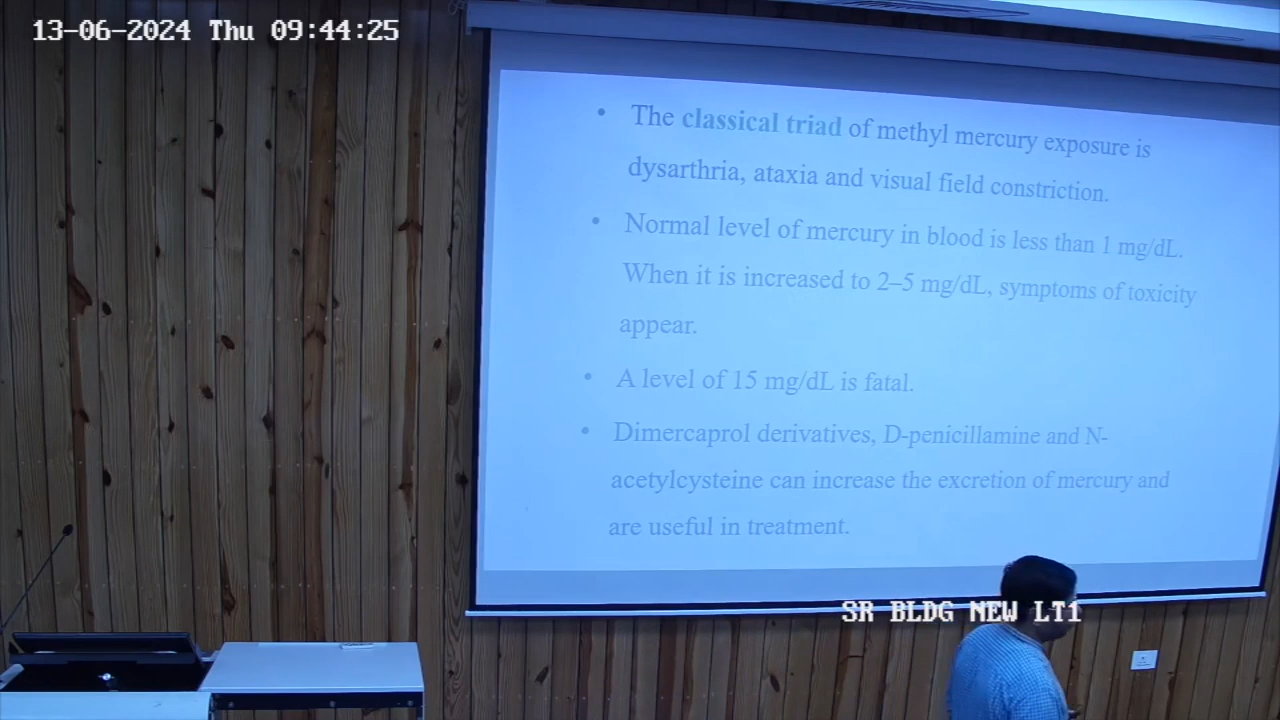 13-06-2024 Thu 09:44:25
• The classical triad of methyl mercury exposure is
dysarthria, ataxia and visual field constriction.
• Normal level of mercury in blood is less than 1 mg/dL.
When it is increased to 2–5 mg/dL, symptoms of toxicity
appear.
• A level of 15 mg/dL is fatal.
• Dimercaprol derivatives, D-penicillamine and N-
acetylcysteine can increase the excretion of mercury and
are useful in treatment.
SR BLDG NEW LT1